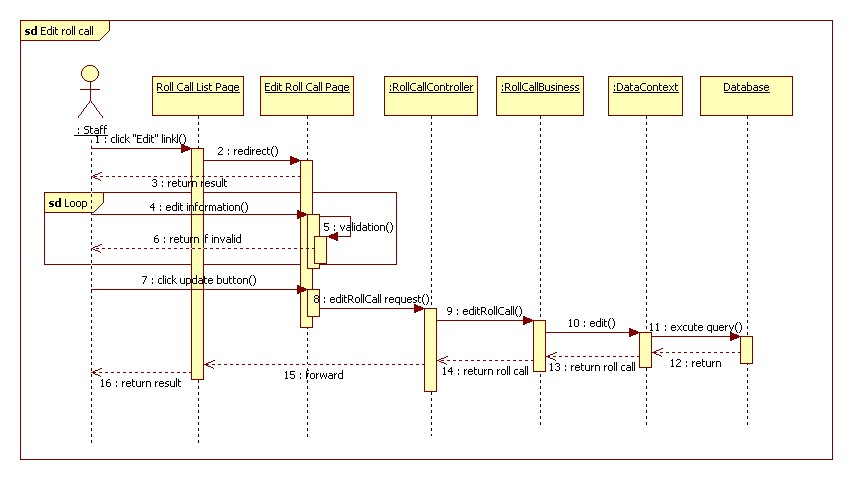 sd Edit roll call
Roll Call List Page
Edit Roll Call Page
:RollCallController
:RollCallBusiness
:DataContext
Database
: Staff
1 : click "Edit" linkl()
2 : redirect()
3 : return result
sd Loop
4 : edit information()
5 : validation()
6 : return if invalid
7 : click update button()
8 : editRollCall request()
9 : editRollCall()
10 : edit()
11 : excute query()
12 : return
13 : return roll call
14 : return roll call
15 : forward
16 : return result